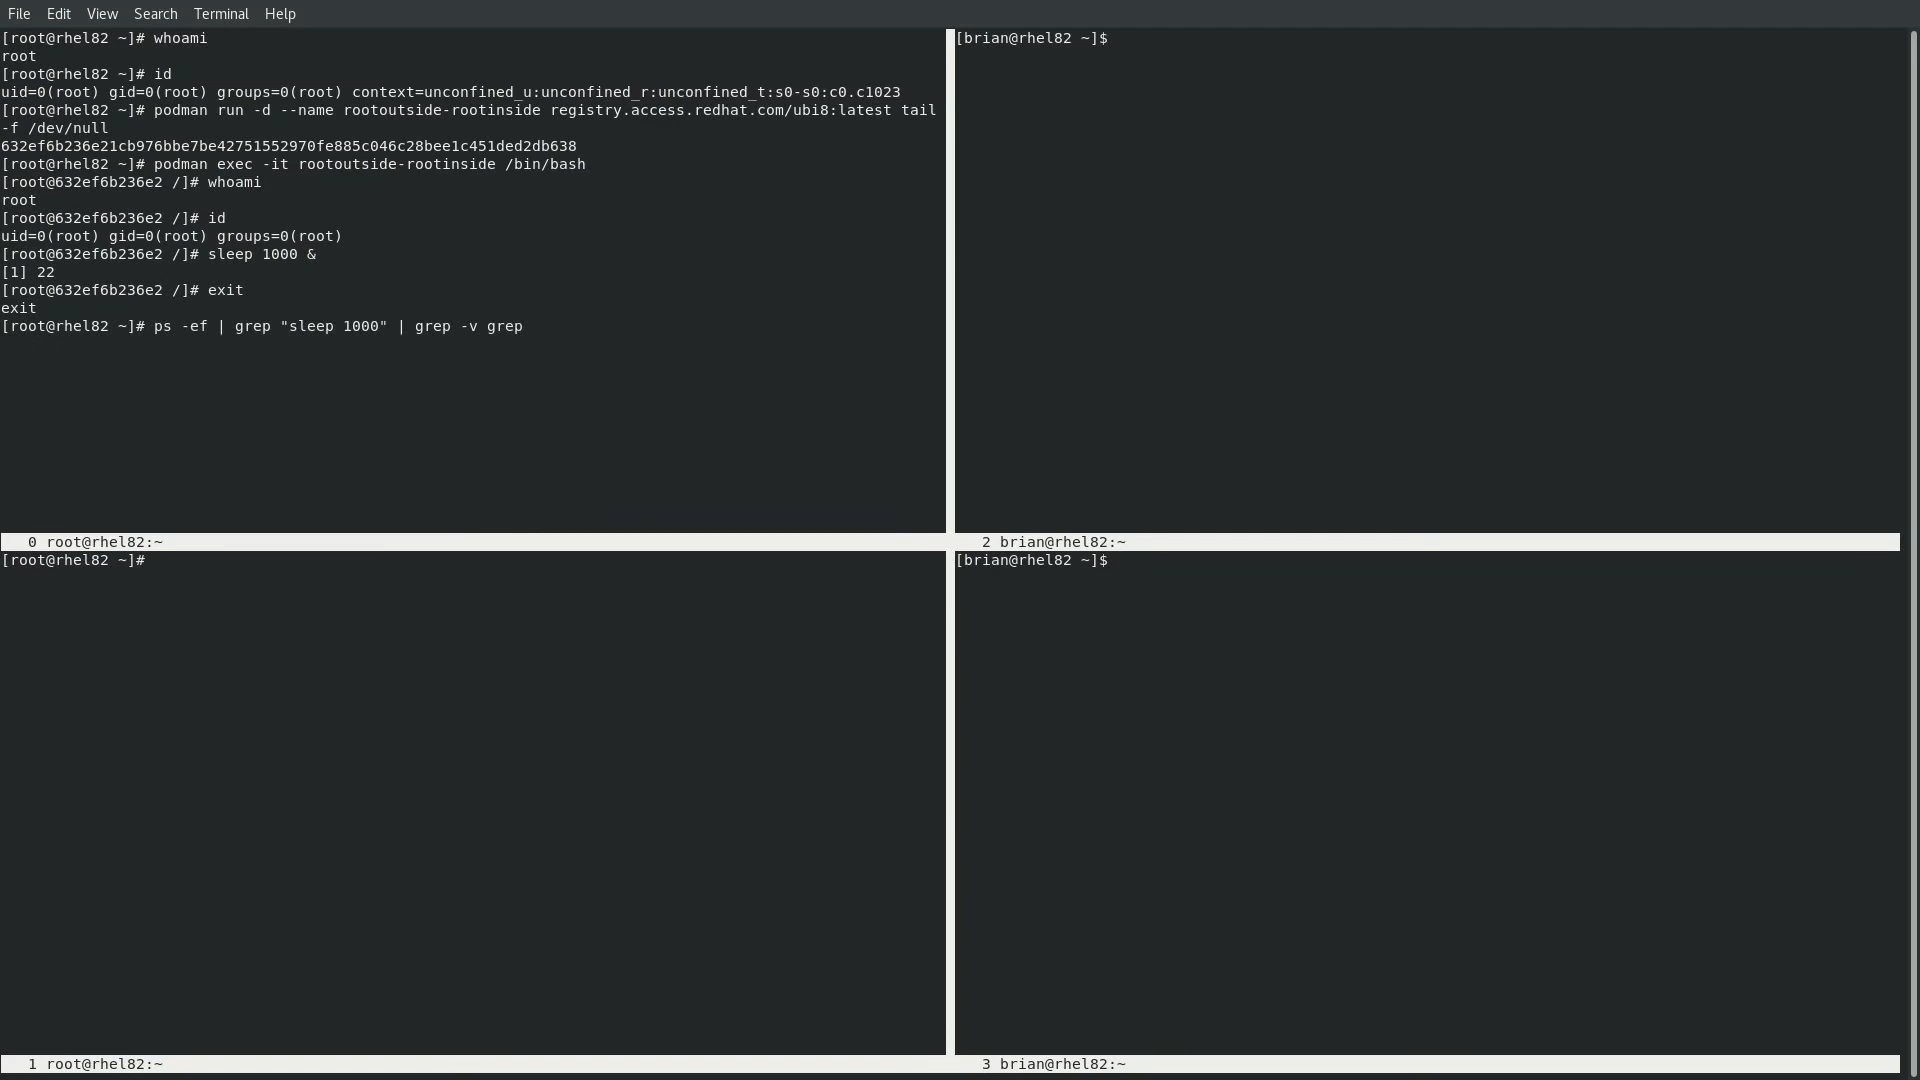 File Edit View Search Terminal Help
[root@rhel82 ~]# whoami
root
[root@rhel82 ~]# id
uid=0(root) gid=0(root) groups=0(root) context=unconfined_u:unconfined_r:unconfined_t:s0-s0:c0.c1023
[root@rhel82 ~]# podman run -d --name rootoutside-rootinside registry.access.redhat.com/ubi8:latest tail
-f /dev/null
632ef6b236e21cb976bbe7be42751552970fe885c046c28bee1c451ded2db638
[root@rhel82 ~]# podman exec -it rootoutside-rootinside /bin/bash
[root@632ef6b236e2 /]# whoami
root
[root@632ef6b236e2 /]# id
uid=0(root) gid=0(root) groups=0(root)
[root@632ef6b236e2 /]# sleep 1000 &
[1] 22
[root@632ef6b236e2 /]# exit
exit
[root@rhel82 ~]# ps -ef | grep "sleep 1000" | grep -v grep
0 root@rhel82:~
[brian@rhel82 ~]$
2 brian@rhel82:~
[root@rhel82 ~]#
1 root@rhel82:~
[brian@rhel82 ~]$
3 brian@rhel82:~